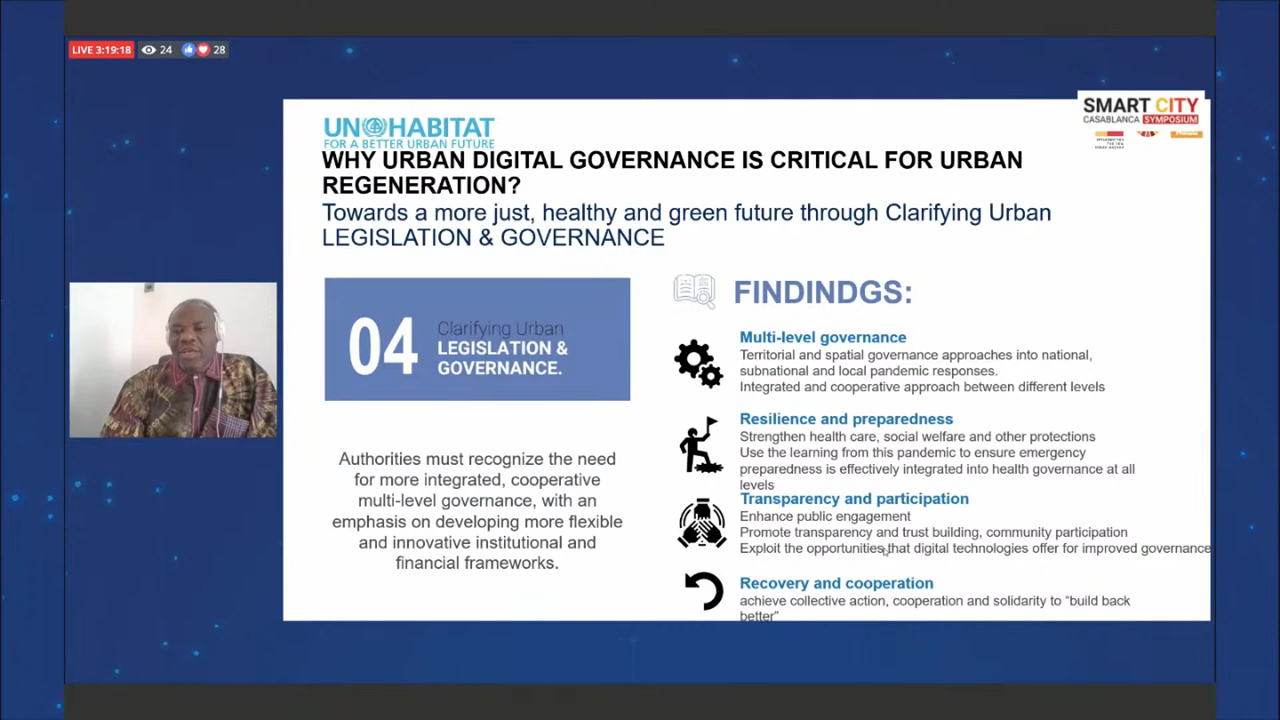 LIVE 3:19:18 24 28
SMART CITY
CASABLANCA SYMPOSIUM
UN HABITAT
FOR A BETTER URBAN FUTURE
WHY URBAN DIGITAL GOVERNANCE IS CRITICAL FOR URBAN
REGENERATION?
Towards a more just, healthy and green future through Clarifying Urban
LEGISLATION & GOVERNANCE
04
Clarifying Urban
LEGISLATION &
GOVERNANCE.
Authorities must recognize the need
for more integrated, cooperative
multi-level governance, with an
emphasis on developing more flexible
and innovative institutional and
financial frameworks.
FINDINDGS:
Multi-level governance
Territorial and spatial governance approaches into national,
subnational and local pandemic responses.
Integrated and cooperative approach between different levels
Resilience and preparedness
Strengthen health care, social welfare and other protections
Use the learning from this pandemic to ensure emergency
preparedness is effectively integrated into health governance at all
levels
Transparency and participation
Enhance public engagement
Promote transparency and trust building, community participation
Exploit the opportunities that digital technologies offer for improved governance
Recovery and cooperation
achieve collective action, cooperation and solidarity to “build back
better”